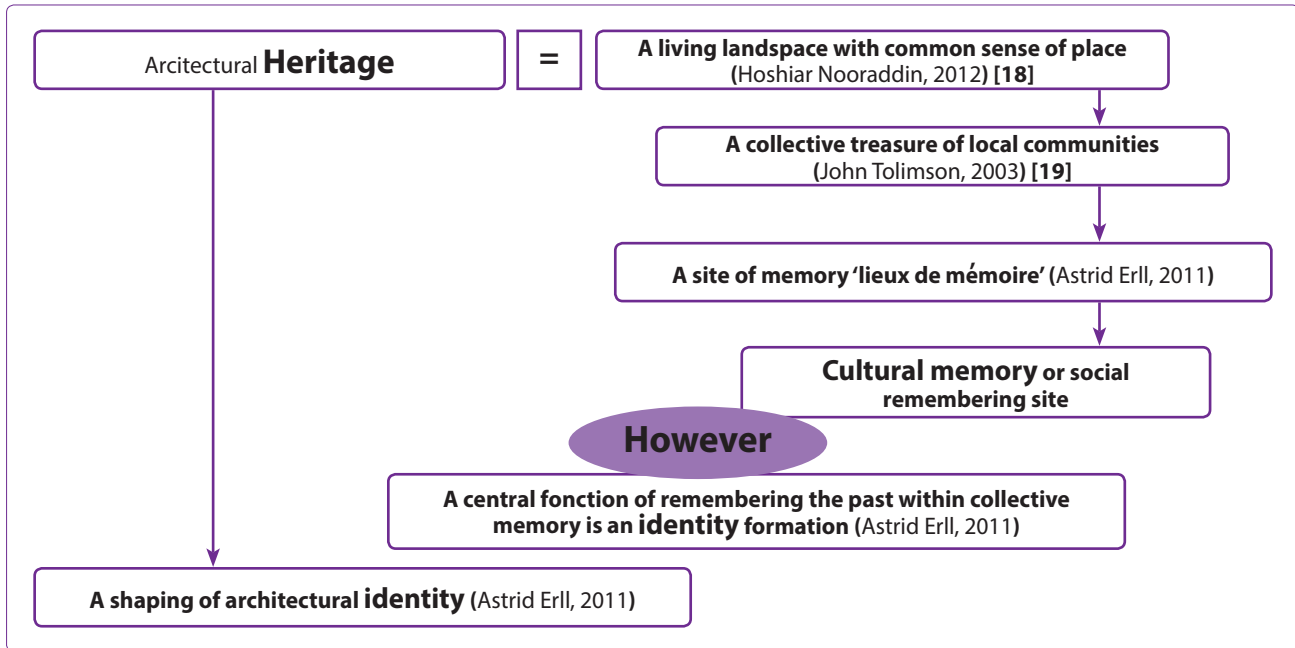 Arcitectural Heritage
=
A living landspace with common sense of place
(Hoshiar Nooraddin, 2012) [18]
A collective treasure of local communities
(John Tolimson, 2003) [19]
A site of memory ‘lieux de mémoire’ (Astrid Erll, 2011)
Cultural memory or social
remembering site
However
A central fonction of remembering the past within collective
memory is an identity formation (Astrid Erll, 2011)
A shaping of architectural identity (Astrid Erll, 2011)